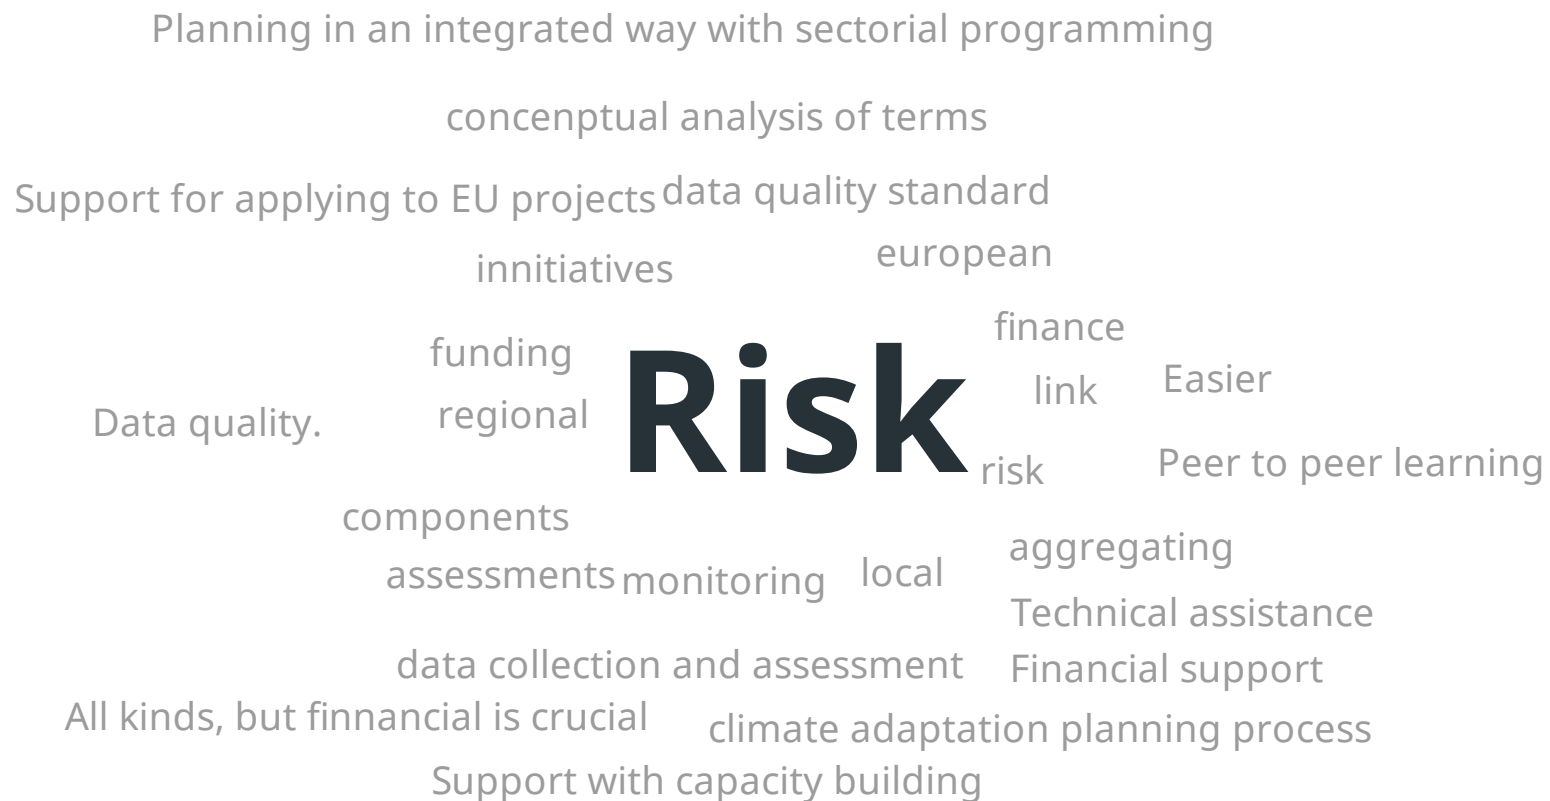 Planning in an integrated way with sectorial programming
concenptual analysis of terms
Support for applying to EU projects
data quality standard
european
innitiatives
finance
funding
Risk
Easier
link
regional
Data quality.
risk
Peer to peer learning
components
aggregating
assessments
monitoring
local
Technical assistance
data collection and assessment
Financial support
All kinds, but finnancial is crucial
climate adaptation planning process
Support with capacity building